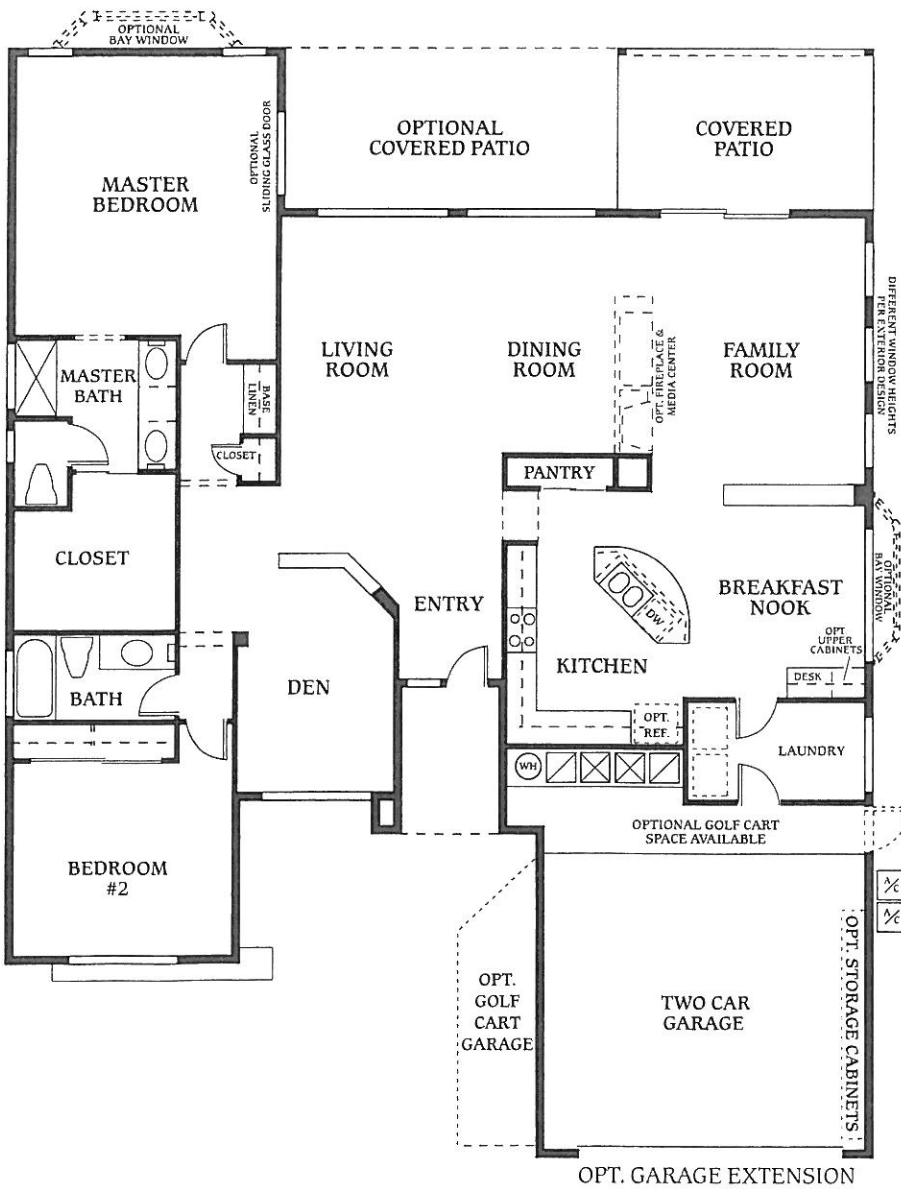 OPTIONAL
BAY WINDOW
OPTIONAL
COVERED PATIO
COVERED
PATIO
OPTIONAL
SLIDING GLASS DOOR
MASTER
BEDROOM
DIFFERENT WINDOW HEIGHTS
PER EXTERIOR DESIGN
LIVING
ROOM
DINING
ROOM
OPT. FIREPLACE &
MEDIA CENTER
FAMILY
ROOM
MASTER
BATH
BASE
LINEN
CLOSET
PANTRY
CLOSET
ENTRY
DW
BREAKFAST
NOOK
OPTIONAL
BAY WINDOW
OPT
UPPER
CABINETS
DESK
KITCHEN
BATH
DEN
OPT.
REF.
LAUNDRY
WH
OPTIONAL GOLF CART
SPACE AVAILABLE
BEDROOM
#2
A/C
A/C
OPT.
GOLF
CART
GARAGE
TWO CAR
GARAGE
OPT. STORAGE CABINETS
OPT. GARAGE EXTENSION